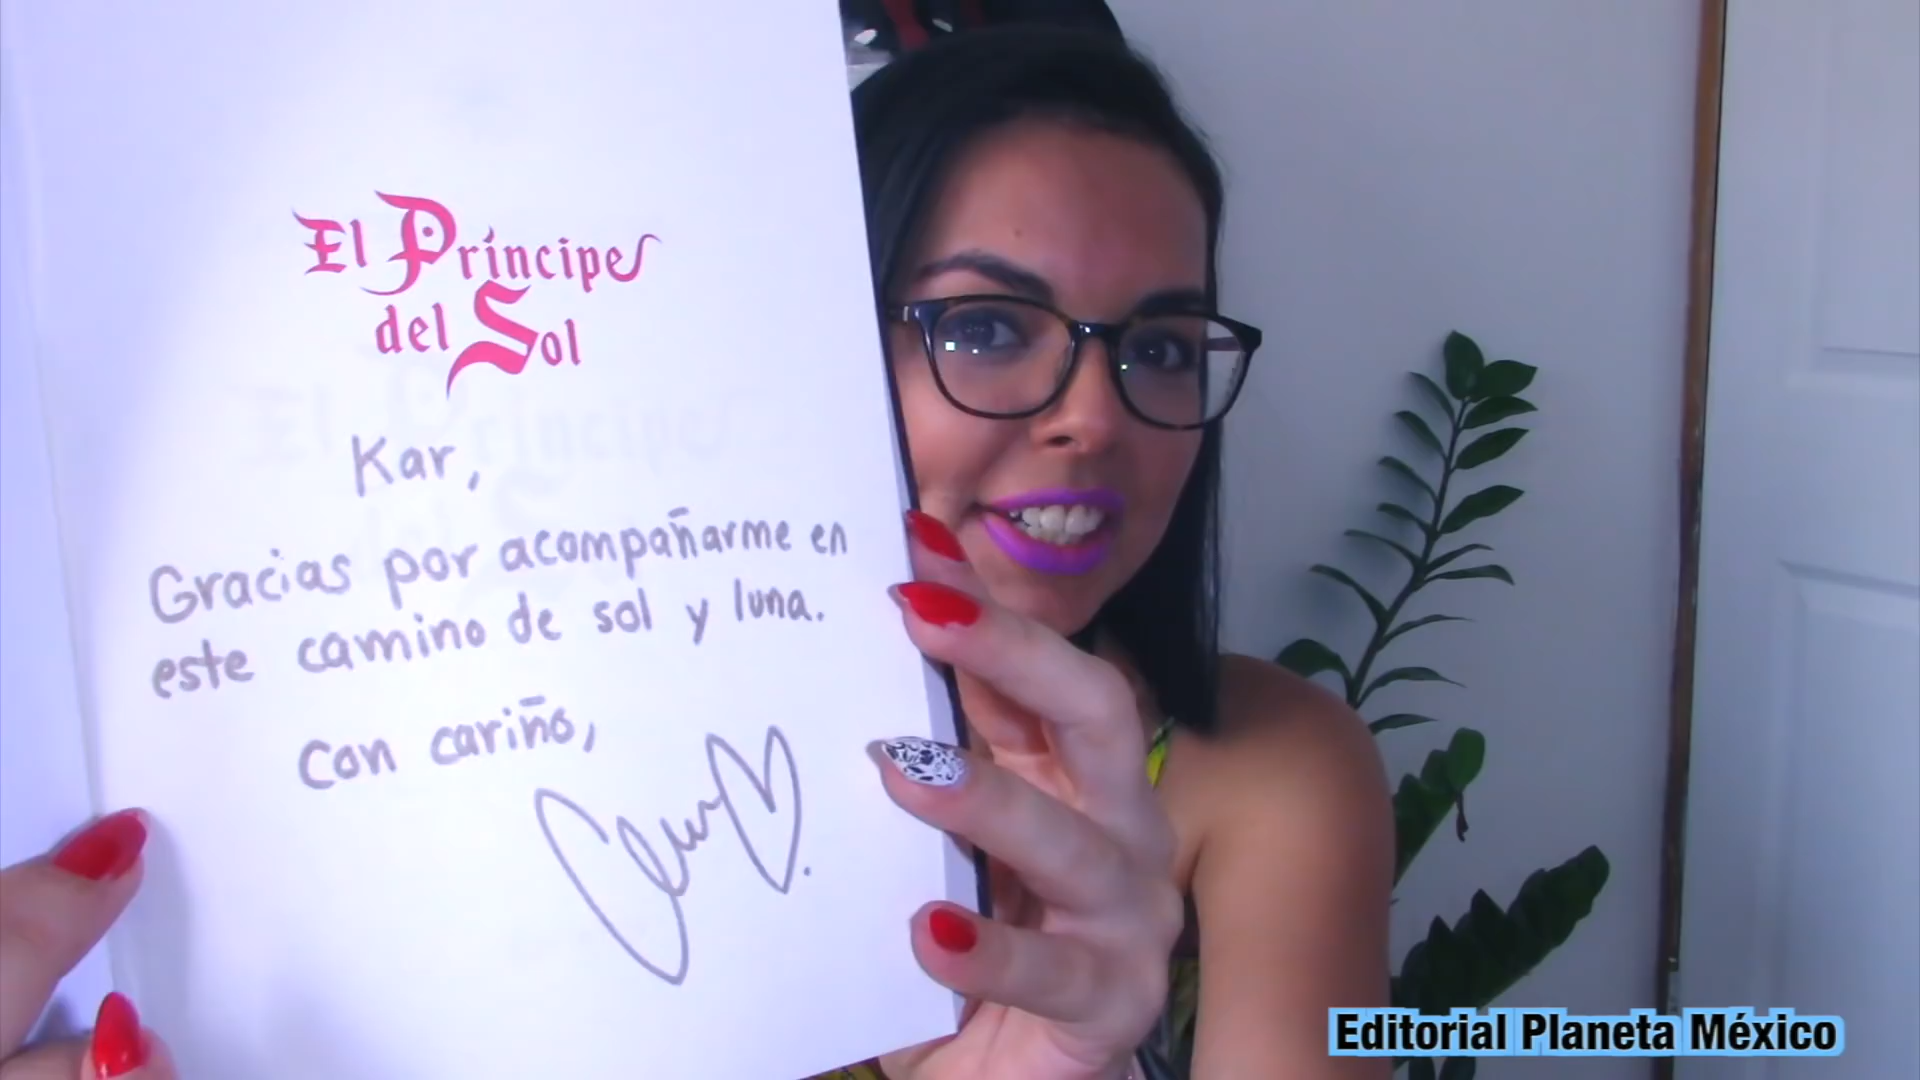 El Príncipe
del Sol
Kar,
Gracias por acompañarme en
este camino de sol y luna.
Con cariño,
Editorial Planeta México